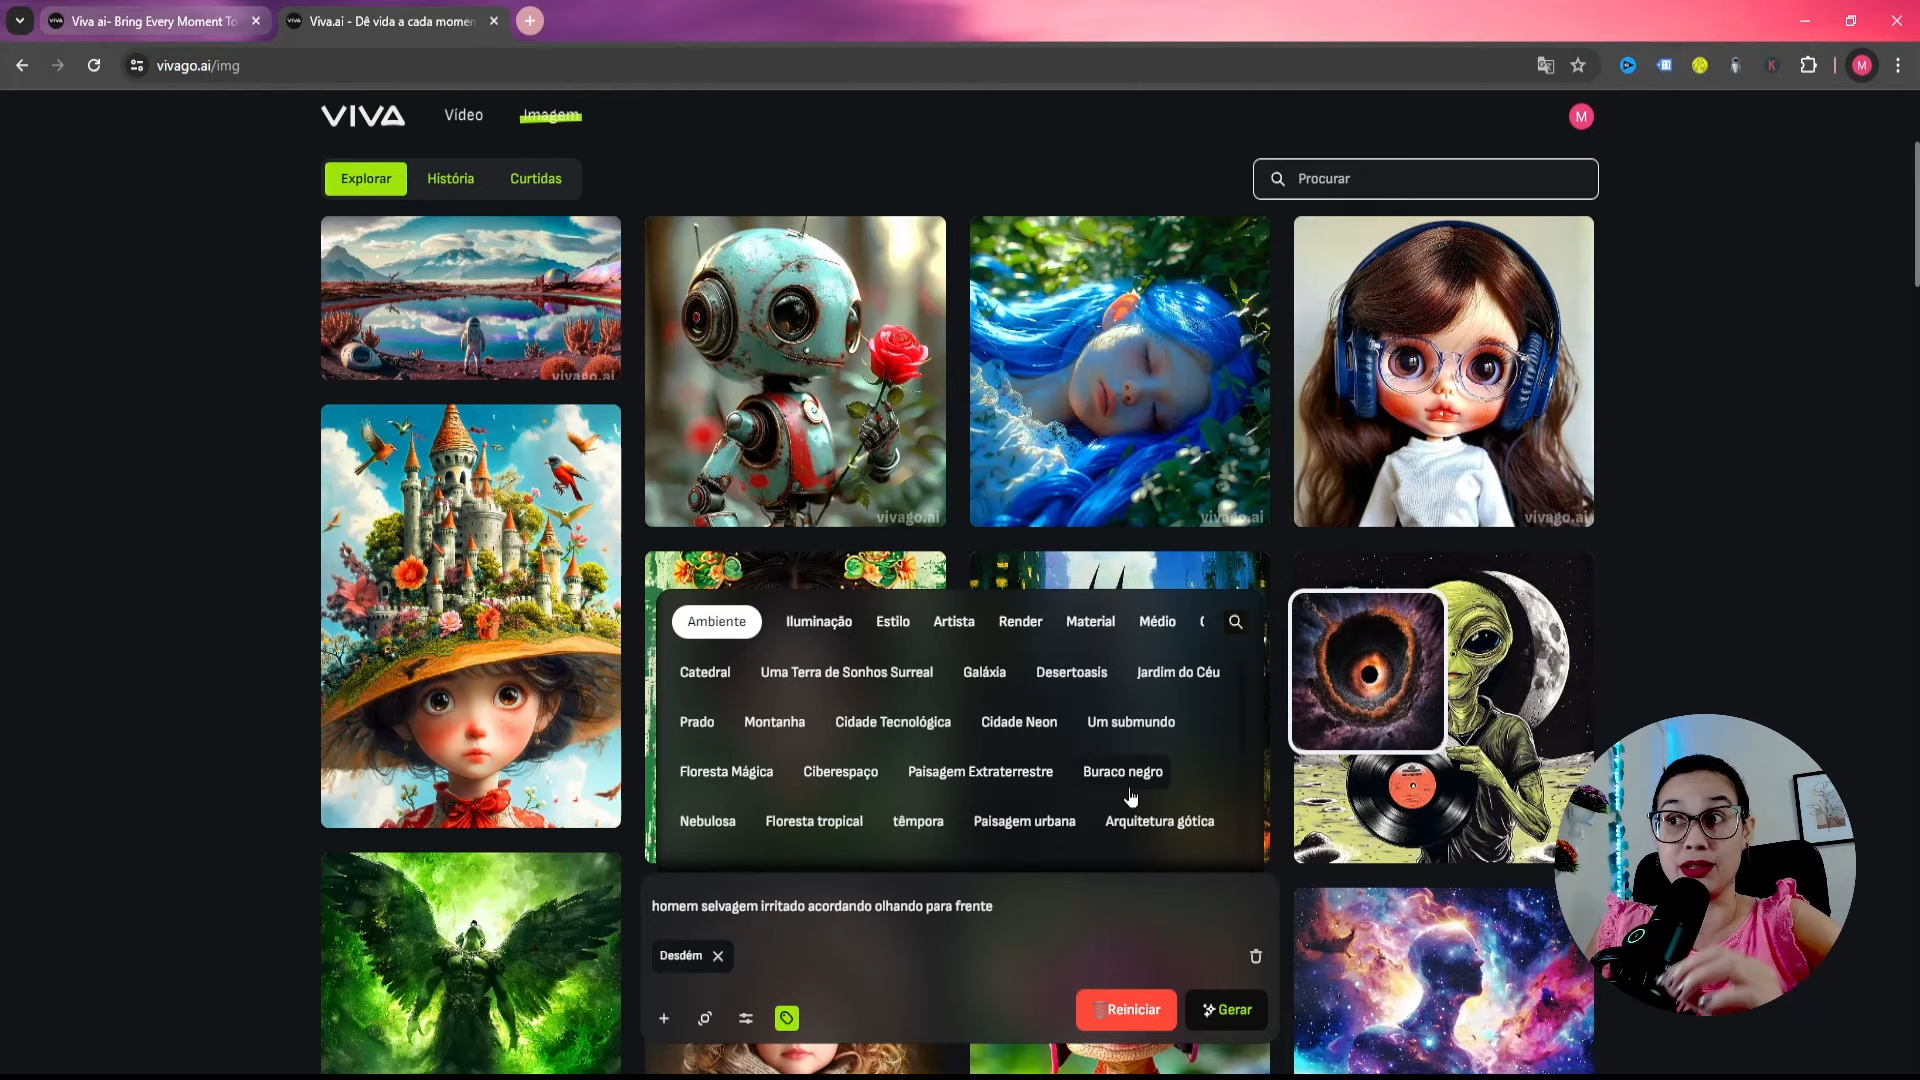 Viva ai- Bring Every Moment To
Viva.ai - Dê vida a cada momen
vivago.ai/img
M
VIVA
Vídeo
Imagem
M
Explorar
História
Curtidas
Procurar
vivago.ai
vivago.ai
vivago.ai
vivago.ai
Ambiente
Iluminação
Estilo
Artista
Render
Material
Médio
Catedral
Uma Terra de Sonhos Surreal
Galáxia
Desertoasis
Jardim do Céu
Prado
Montanha
Cidade Tecnológica
Cidade Neon
Um submundo
Floresta Mágica
Ciberespaço
Paisagem Extraterrestre
Buraco negro
Nebulosa
Floresta tropical
têmpora
Paisagem urbana
Arquitetura gótica
homem selvagem irritado acordando olhando para frente
Desdém
Reiniciar
Gerar